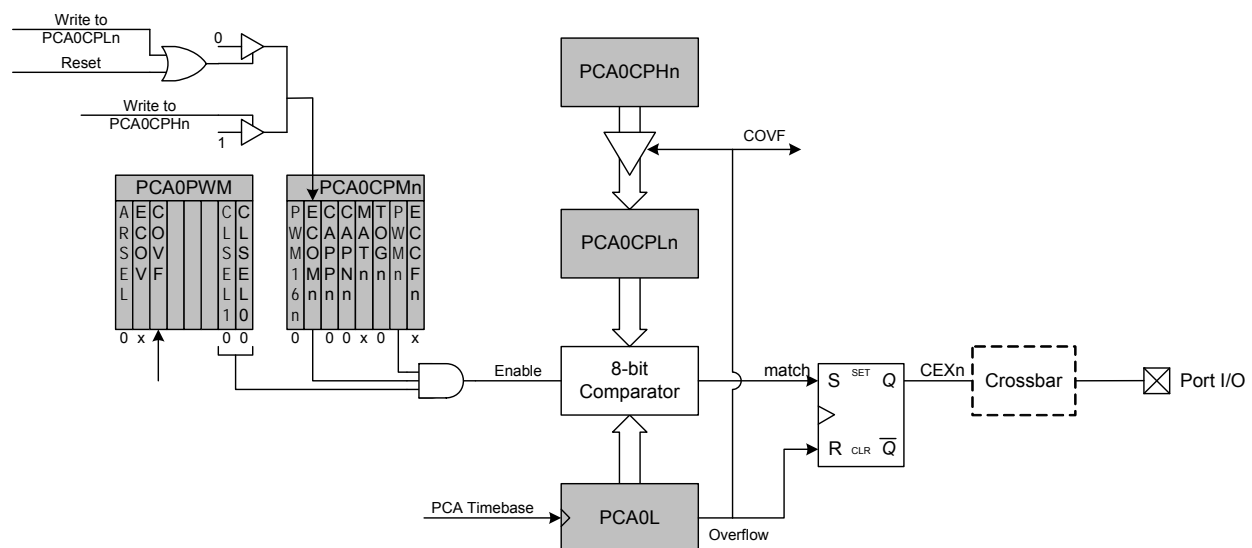 Write to
PCA0CPLn
Reset
0
Write to
PCA0CPHn
1
PCA0CPHn
COVF
PCA0PWM
ARSEL
ECOV
COVF
CLSEL1
CLSEL0
0 x 0 0
PCA0CPMn
PWM16n
ECOMn
CAPPn
CAPNn
MATn
TOGn
PWMn
ECCFn
0 0 0 x 0 x
PCA0CPLn
Enable
8-bit
Comparator
match
S SET Q
R CLR Q
CEXn
Crossbar
Port I/O
PCA Timebase
PCA0L
Overflow